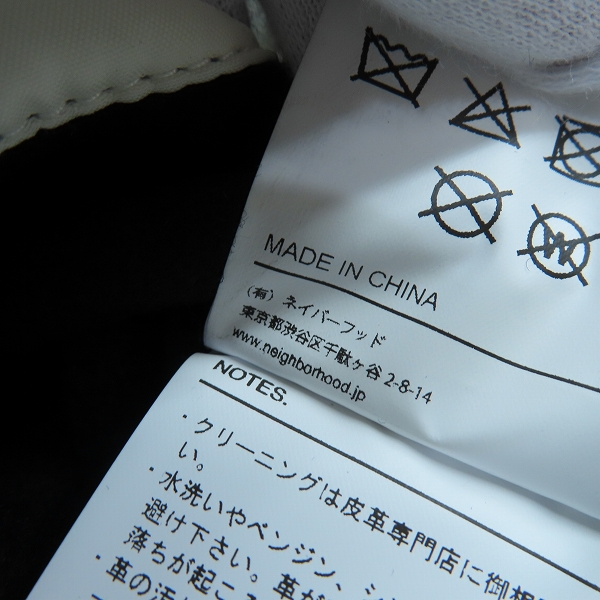 MADE IN CHINA
(有) ネイバーフッド
東京都渋谷区千駄ヶ谷 2-8-14
www.neighborhood.jp
NOTES.
・クリーニングは皮革専門店に御相
い。
・水洗いやベンジン、シ
避け下さい。革が
落ちが起こ
・革の汚